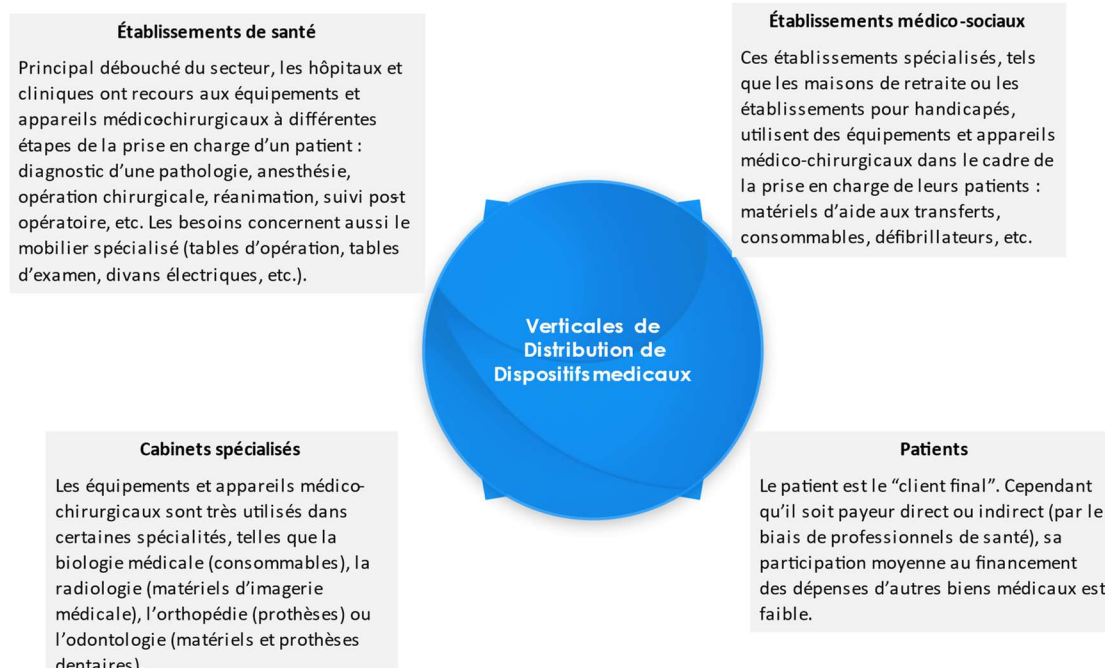 Établissements de santé
Principal débouché du secteur, les hôpitaux et
cliniques ont recours aux équipements et
appareils médicochirurgicaux à différentes
étapes de la prise en charge d’un patient :
diagnostic d’une pathologie, anesthésie,
opération chirurgicale, réanimation, suivi post
opératoire, etc. Les besoins concernent aussi le
mobilier spécialisé (tables d’opération, tables
d’examen, divans électriques, etc.).
Établissements médico-sociaux
Ces établissements spécialisés, tels
que les maisons de retraite ou les
établissements pour handicapés,
utilisent des équipements et appareils
médico-chirurgicaux dans le cadre de
la prise en charge de leurs patients :
matériels d’aide aux transferts,
consommables, défibrillateurs, etc.
Verticales de
Distribution de
Dispositifs medicaux
Cabinets spécialisés
Les équipements et appareils médico-
chirurgicaux sont très utilisés dans
certaines spécialités, telles que la
biologie médicale (consommables), la
radiologie (matériels d’imagerie
médicale), l’orthopédie (prothèses) ou
l’odontologie (matériels et prothèses
dentaires)
Patients
Le patient est le “client final”. Cependant
qu’il soit payeur direct ou indirect (par le
biais de professionnels de santé), sa
participation moyenne au financement
des dépenses d’autres biens médicaux est
faible.